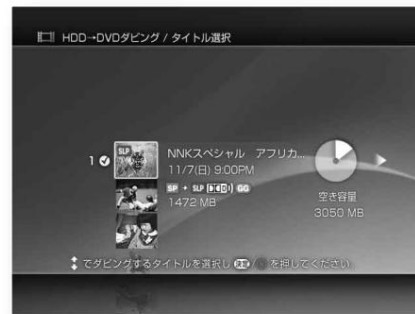 HDD→DVDダビング / タイトル選択
SLP
1
NNKスペシャル アフリカ...
11/7(日) 9:00PM
SP + SLP GG
1472 MB
空き容量
3050 MB
でダビングするタイトルを選択し 決定 / を押してください。